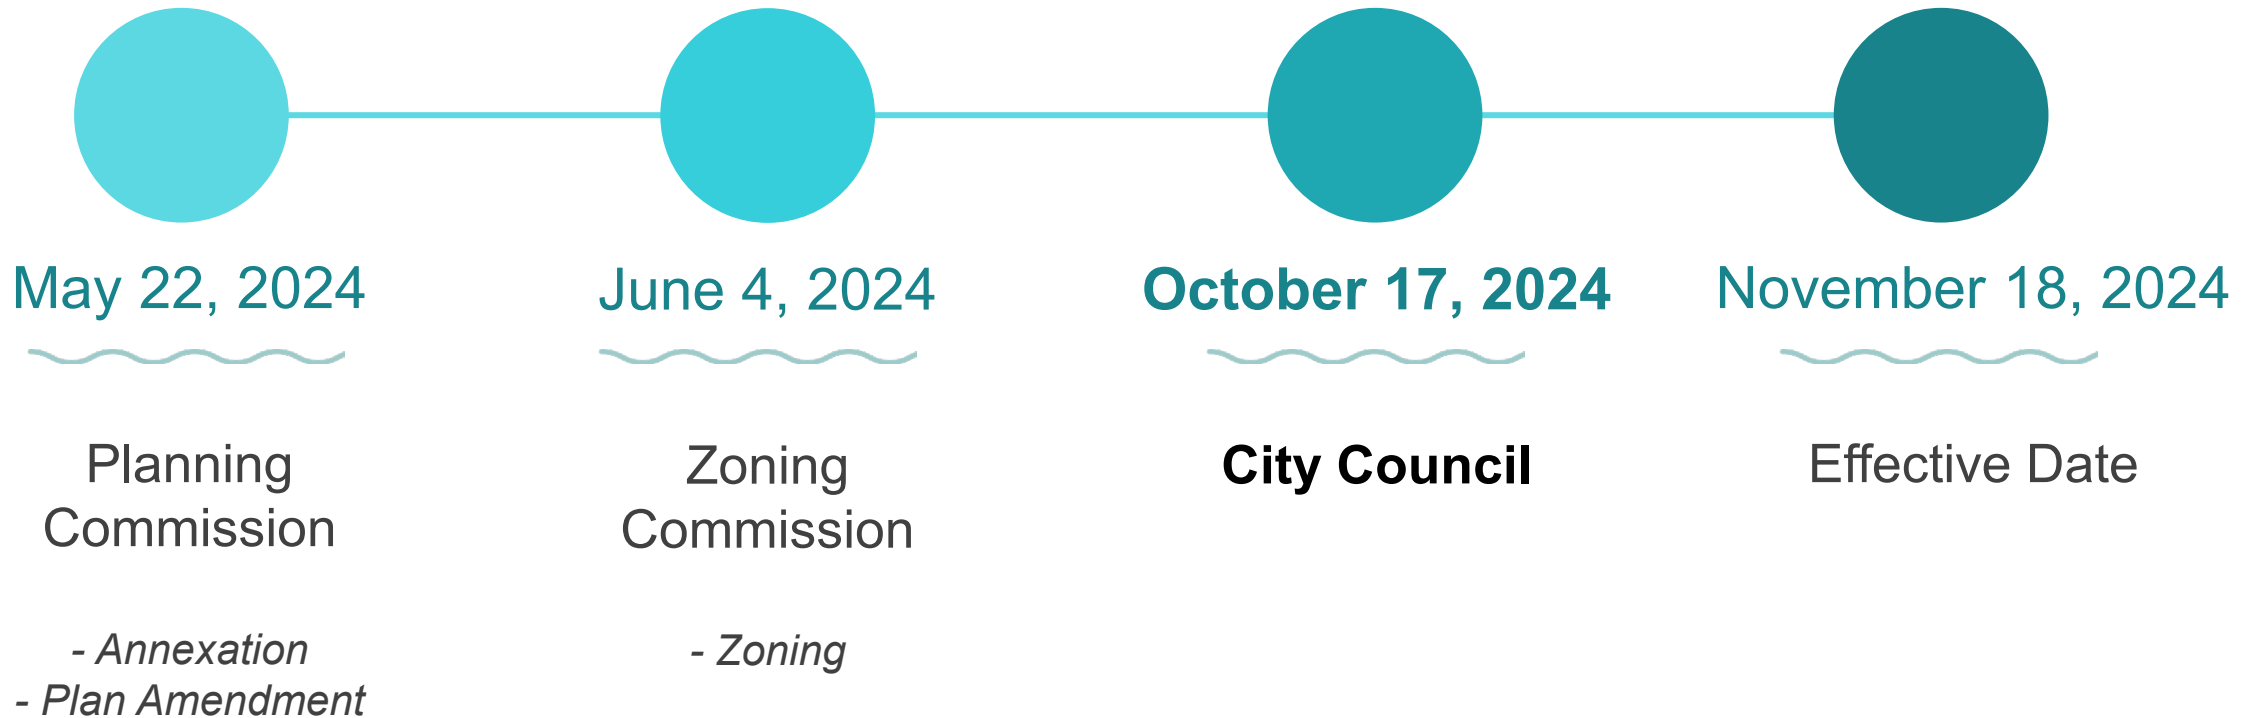 May 22, 2024
Planning
Commission
- Annexation
- Plan Amendment
June 4, 2024
Zoning
Commission
- Zoning
October 17, 2024
City Council
November 18, 2024
Effective Date